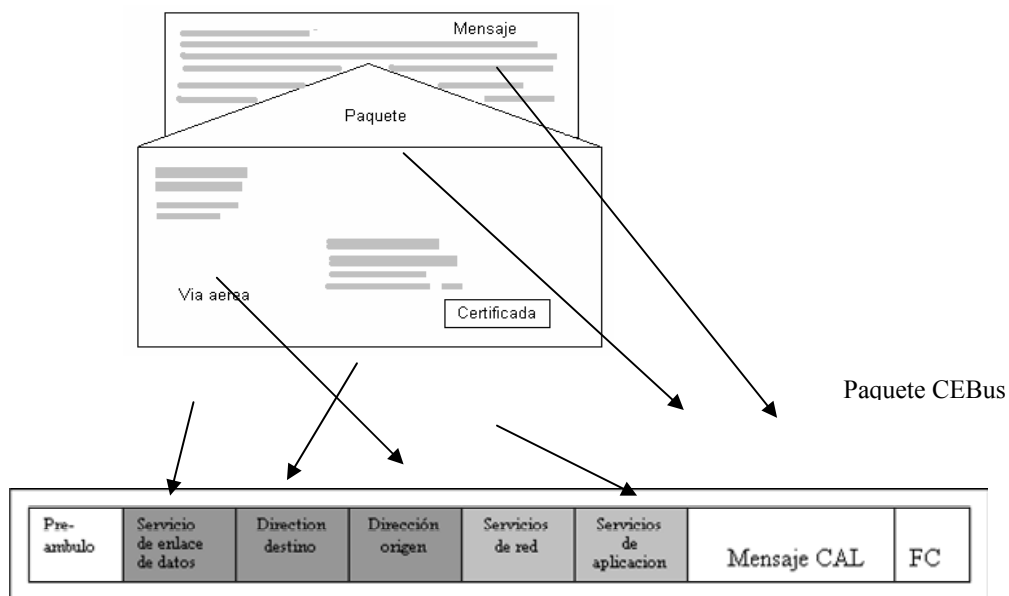 Mensaje
Paquete
Via aerea
Certificada
Paquete CEBus
Pre-
ambulo
Servicio
de enlace
de datos
Direction
destino
Dirección
origen
Servicios
de red
Servicios
de
aplicacion
Mensaje CAL
FC